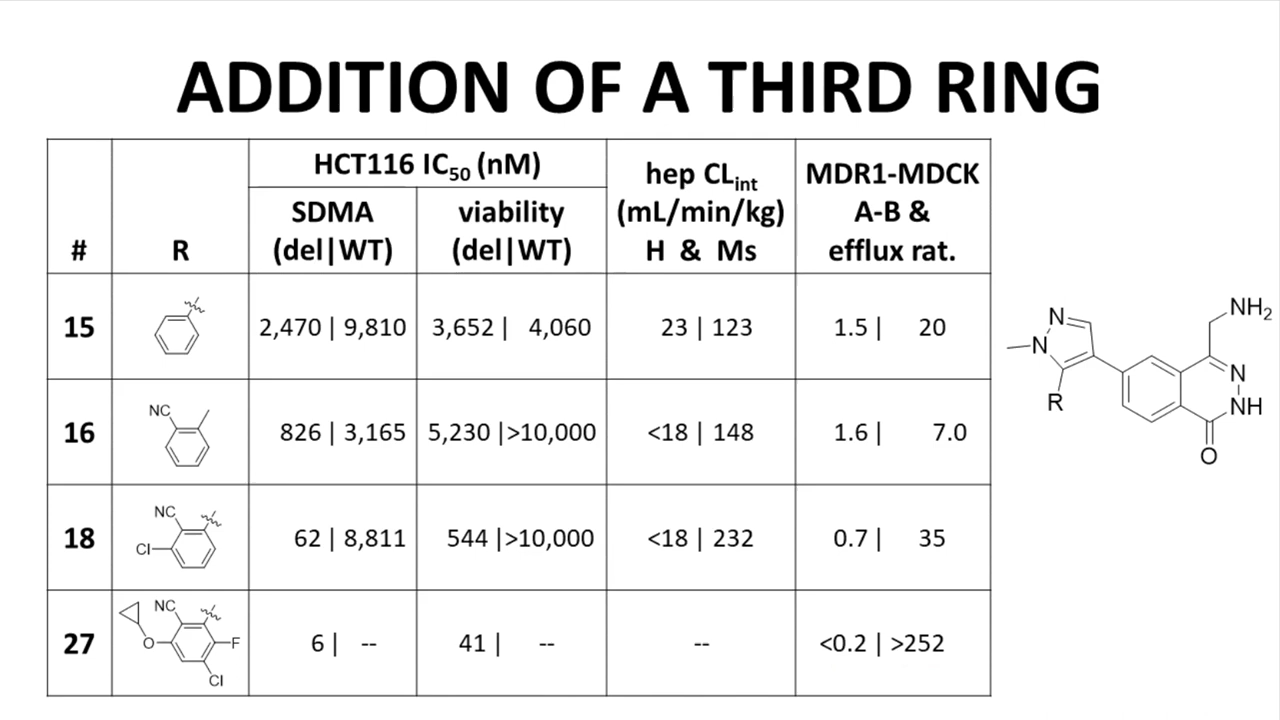 ADDITION OF A THIRD RING
HCT116 IC50 (nM)
hep CLint
(mL/min/kg)
H & Ms
MDR1-MDCK
A-B &
efflux rat.
#
R
SDMA
(del|WT)
viability
(del|WT)
15
2,470 | 9,810
3,652 | 4,060
23 | 123
1.5 | 20
16
NC
826 | 3,165
5,230 |>10,000
<18 | 148
1.6 | 7.0
18
NC
Cl
62 | 8,811
544 |>10,000
<18 | 232
0.7 | 35
27
NC
O
F
Cl
6 | --
41 | --
--
<0.2 | >252
NH2
N
N
N
NH
R
O